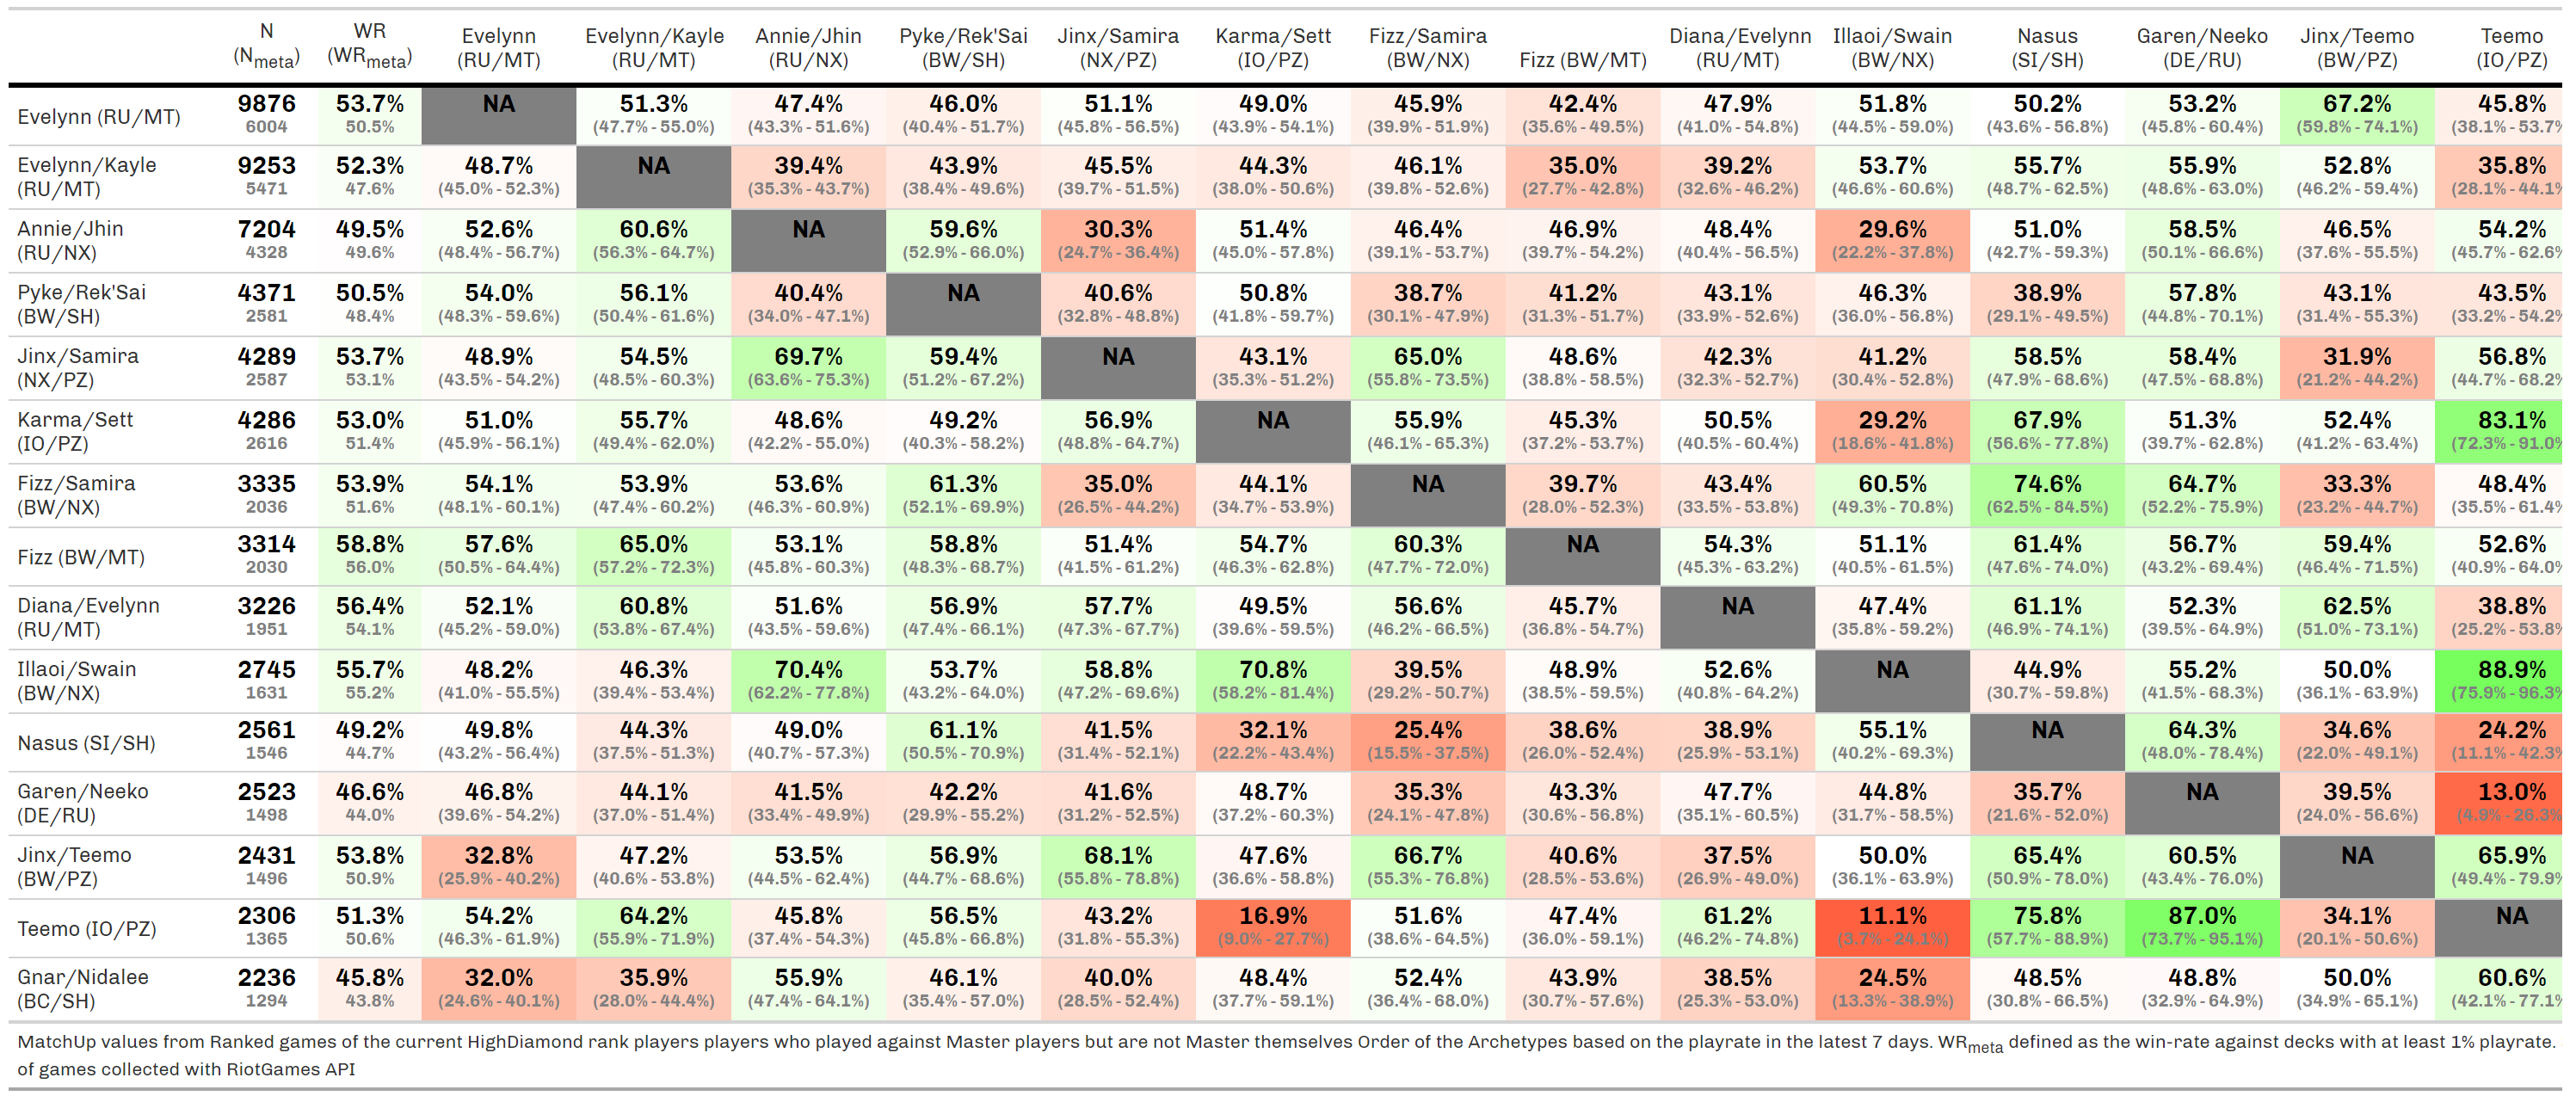 N WR Evelynn Evelynn/Kayle Annie/Jhin Pyke/Rek'Sai Jinx/Samira Karma/Sett Fizz/Samira Fizz (BW/MT) Diana/Evelynn Illaoi/Swain Nasus Garen/Neeko Jinx/Teemo Teemo
(Nmeta) (WRmeta) (RU/MT) (RU/MT) (RU/NX) (BW/SH) (NX/PZ) (IO/PZ) (BW/NX) (RU/MT) (BW/NX) (SI/SH) (DE/RU) (BW/PZ) (IO/PZ)
Evelynn (RU/MT) 9876 53.7% NA 51.3% 47.4% 46.0% 51.1% 49.0% 45.9% 42.4% 47.9% 51.8% 50.2% 53.2% 67.2% 45.8%
6004 50.5% (47.7% - 55.0%) (43.3% - 51.6%) (40.4% - 51.7%) (45.8% - 56.5%) (43.9% - 54.1%) (39.9% - 51.9%) (35.6% - 49.5%) (41.0% - 54.8%) (44.5% - 59.0%) (43.6% - 56.8%) (45.8% - 60.4%) (59.8% - 74.1%) (38.1% - 53.7%
Evelynn/Kayle 9253 52.3% 48.7% NA 39.4% 43.9% 45.5% 44.3% 46.1% 35.0% 39.2% 53.7% 55.7% 55.9% 52.8% 35.8%
(RU/MT) 5471 47.6% (45.0% - 52.3%) (35.3% - 43.7%) (38.4% - 49.6%) (39.7% - 51.5%) (38.0% - 50.6%) (39.8% - 52.6%) (27.7% - 42.8%) (32.6% - 46.2%) (46.6% - 60.6%) (48.7% - 62.5%) (48.6% - 63.0%) (46.2% - 59.4%) (28.1% - 44.1%
Annie/Jhin 7204 49.5% 52.6% 60.6% NA 59.6% 30.3% 51.4% 46.4% 46.9% 48.4% 29.6% 51.0% 58.5% 46.5% 54.2%
(RU/NX) 4328 49.6% (48.4% - 56.7%) (56.3% - 64.7%) (52.9% - 66.0%) (24.7% - 36.4%) (45.0% - 57.8%) (39.1% - 53.7%) (39.7% - 54.2%) (40.4% - 56.5%) (22.2% - 37.8%) (42.7% - 59.3%) (50.1% - 66.6%) (37.6% - 55.5%) (45.7% - 62.6%
Pyke/Rek'Sai 4371 50.5% 54.0% 56.1% 40.4% NA 40.6% 50.8% 38.7% 41.2% 43.1% 46.3% 38.9% 57.8% 43.1% 43.5%
(BW/SH) 2581 48.4% (48.3% - 59.6%) (50.4% - 61.6%) (34.0% - 47.1%) (32.8% - 48.8%) (41.8% - 59.7%) (30.1% - 47.9%) (31.3% - 51.7%) (33.9% - 52.6%) (36.0% - 56.8%) (29.1% - 49.5%) (44.8% - 70.1%) (31.4% - 55.3%) (33.2% - 54.2%
Jinx/Samira 4289 53.7% 48.9% 54.5% 69.7% 59.4% NA 43.1% 65.0% 48.6% 42.3% 41.2% 58.5% 58.4% 31.9% 56.8%
(NX/PZ) 2587 53.1% (43.5% - 54.2%) (48.5% - 60.3%) (63.6% - 75.3%) (51.2% - 67.2%) (35.3% - 51.2%) (55.8% - 73.5%) (38.8% - 58.5%) (32.3% - 52.7%) (30.4% - 52.8%) (47.9% - 68.6%) (47.5% - 68.8%) (21.2% - 44.2%) (44.7% - 68.2%
Karma/Sett 4286 53.0% 51.0% 55.7% 48.6% 49.2% 56.9% NA 55.9% 45.3% 50.5% 29.2% 67.9% 51.3% 52.4% 83.1%
(IO/PZ) 2616 51.4% (45.9% - 56.1%) (49.4% - 62.0%) (42.2% - 55.0%) (40.3% - 58.2%) (48.8% - 64.7%) (46.1% - 65.3%) (37.2% - 53.7%) (40.5% - 60.4%) (18.6% - 41.8%) (56.6% - 77.8%) (39.7% - 62.8%) (41.2% - 63.4%) (72.3% - 91.0%
Fizz/Samira 3335 53.9% 54.1% 53.9% 53.6% 61.3% 35.0% 44.1% NA 39.7% 43.4% 60.5% 74.6% 64.7% 33.3% 48.4%
(BW/NX) 2036 51.6% (48.1% - 60.1%) (47.4% - 60.2%) (46.3% - 60.9%) (52.1% - 69.9%) (26.5% - 44.2%) (34.7% - 53.9%) (28.0% - 52.3%) (33.5% - 53.8%) (49.3% - 70.8%) (62.5% - 84.5%) (52.2% - 75.9%) (23.2% - 44.7%) (35.5% - 61.4%
Fizz (BW/MT) 3314 58.8% 57.6% 65.0% 53.1% 58.8% 51.4% 54.7% 60.3% NA 54.3% 51.1% 61.4% 56.7% 59.4% 52.6%
2030 56.0% (50.5% - 64.4%) (57.2% - 72.3%) (45.8% - 60.3%) (48.3% - 68.7%) (41.5% - 61.2%) (46.3% - 62.8%) (47.7% - 72.0%) (45.3% - 63.2%) (40.5% - 61.5%) (47.6% - 74.0%) (43.2% - 69.4%) (46.4% - 71.5%) (40.9% - 64.0%
Diana/Evelynn 3226 56.4% 52.1% 60.8% 51.6% 56.9% 57.7% 49.5% 56.6% 45.7% NA 47.4% 61.1% 52.3% 62.5% 38.8%
(RU/MT) 1951 54.1% (45.2% - 59.0%) (53.8% - 67.4%) (43.5% - 59.6%) (47.4% - 66.1%) (47.3% - 67.7%) (39.6% - 59.5%) (46.2% - 66.5%) (36.8% - 54.7%) (35.8% - 59.2%) (46.9% - 74.1%) (39.5% - 64.9%) (51.0% - 73.1%) (25.2% - 53.8%
Illaoi/Swain 2745 55.7% 48.2% 46.3% 70.4% 53.7% 58.8% 70.8% 39.5% 48.9% 52.6% NA 44.9% 55.2% 50.0% 88.9%
(BW/NX) 1631 55.2% (41.0% - 55.5%) (39.4% - 53.4%) (62.2% - 77.8%) (43.2% - 64.0%) (47.2% - 69.6%) (58.2% - 81.4%) (29.2% - 50.7%) (38.5% - 59.5%) (40.8% - 64.2%) (30.7% - 59.8%) (41.5% - 68.3%) (36.1% - 63.9%) (75.9% - 96.3%
Nasus (SI/SH) 2561 49.2% 49.8% 44.3% 49.0% 61.1% 41.5% 32.1% 25.4% 38.6% 38.9% 55.1% NA 64.3% 34.6% 24.2%
1546 44.7% (43.2% - 56.4%) (37.5% - 51.3%) (40.7% - 57.3%) (50.5% - 70.9%) (31.4% - 52.1%) (22.2% - 43.4%) (15.5% - 37.5%) (26.0% - 52.4%) (25.9% - 53.1%) (40.2% - 69.3%) (48.0% - 78.4%) (22.0% - 49.1%) (11.1% - 42.3%
Garen/Neeko 2523 46.6% 46.8% 44.1% 41.5% 42.2% 41.6% 48.7% 35.3% 43.3% 47.7% 44.8% 35.7% NA 39.5% 13.0%
(DE/RU) 1498 44.0% (39.6% - 54.2%) (37.0% - 51.4%) (33.4% - 49.9%) (29.9% - 55.2%) (31.2% - 52.5%) (37.2% - 60.3%) (24.1% - 47.8%) (30.6% - 56.8%) (35.1% - 60.5%) (31.7% - 58.5%) (21.6% - 52.0%) (24.0% - 56.6%) (4.9% - 26.3%
Jinx/Teemo 2431 53.8% 32.8% 47.2% 53.5% 56.9% 68.1% 47.6% 66.7% 40.6% 37.5% 50.0% 65.4% 60.5% NA 65.9%
(BW/PZ) 1496 50.9% (25.9% - 40.2%) (40.6% - 53.8%) (44.5% - 62.4%) (44.7% - 68.6%) (55.8% - 78.8%) (36.6% - 58.8%) (55.3% - 76.8%) (28.5% - 53.6%) (26.9% - 49.0%) (36.1% - 63.9%) (50.9% - 78.0%) (43.4% - 76.0%) (49.4% - 79.9%
Teemo (IO/PZ) 2306 51.3% 54.2% 64.2% 45.8% 56.5% 43.2% 16.9% 51.6% 47.4% 61.2% 11.1% 75.8% 87.0% 34.1% NA
1365 50.6% (46.3% - 61.9%) (55.9% - 71.9%) (37.4% - 54.3%) (45.8% - 66.8%) (31.8% - 55.3%) (9.0% - 27.7%) (38.6% - 64.5%) (36.0% - 59.1%) (46.2% - 74.8%) (3.7% - 24.1%) (57.7% - 88.9%) (73.7% - 95.1%) (20.1% - 50.6%)
Gnar/Nidalee 2236 45.8% 32.0% 35.9% 55.9% 46.1% 40.0% 48.4% 52.4% 43.9% 38.5% 24.5% 48.5% 48.8% 50.0% 60.6%
(BC/SH) 1294 43.8% (24.6% - 40.1%) (28.0% - 44.4%) (47.4% - 64.1%) (35.4% - 57.0%) (28.5% - 52.4%) (37.7% - 59.1%) (36.4% - 68.0%) (30.7% - 57.6%) (25.3% - 53.0%) (13.3% - 38.9%) (30.8% - 66.5%) (32.9% - 64.9%) (34.9% - 65.1%) (42.1% - 77.1%
MatchUp values from Ranked games of the current HighDiamond rank players players who played against Master players but are not Master themselves Order of the Archetypes based on the playrate in the latest 7 days. WRmeta defined as the win-rate against decks with at least 1% playrate.
of games collected with RiotGames API